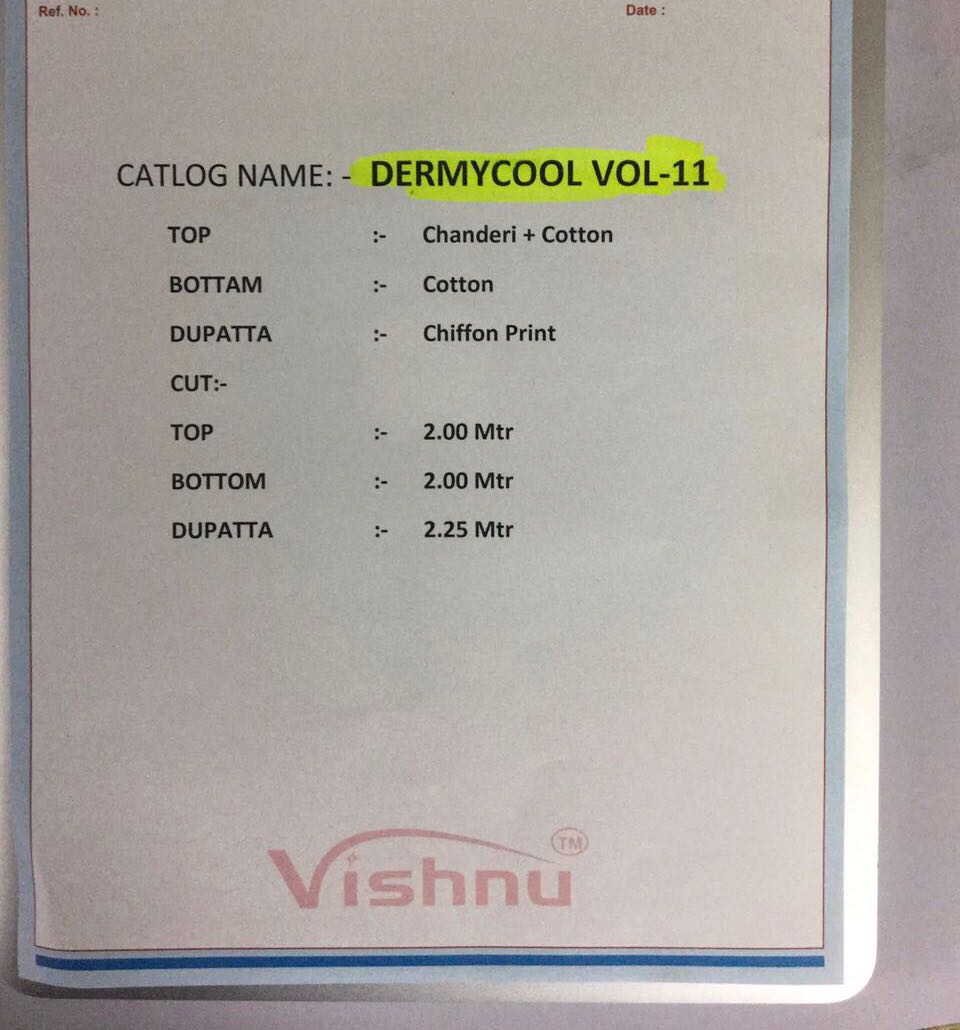 Ref. No. : Date :
CATLOG NAME: - DERMYCOOL VOL-11
TOP :- Chanderi + Cotton
BOTTAM :- Cotton
DUPATTA :- Chiffon Print
CUT:-
TOP :- 2.00 Mtr
BOTTOM :- 2.00 Mtr
DUPATTA :- 2.25 Mtr
Vishnu TM